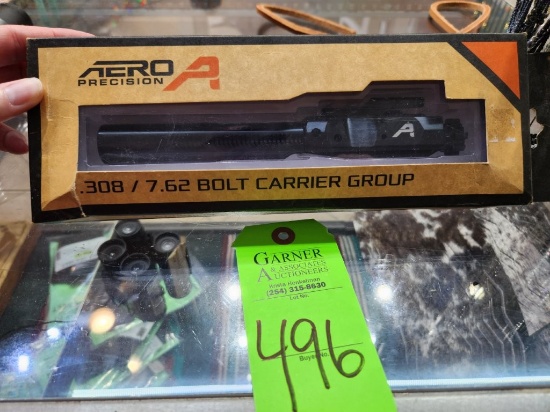 AERO A
PRECISION
A
.308 / 7.62 BOLT CARRIER GROUP
GARNER
& ASSOCIATES
AUCTIONEERS
(254) 315-8630
Lot No.
496
Buyer No.